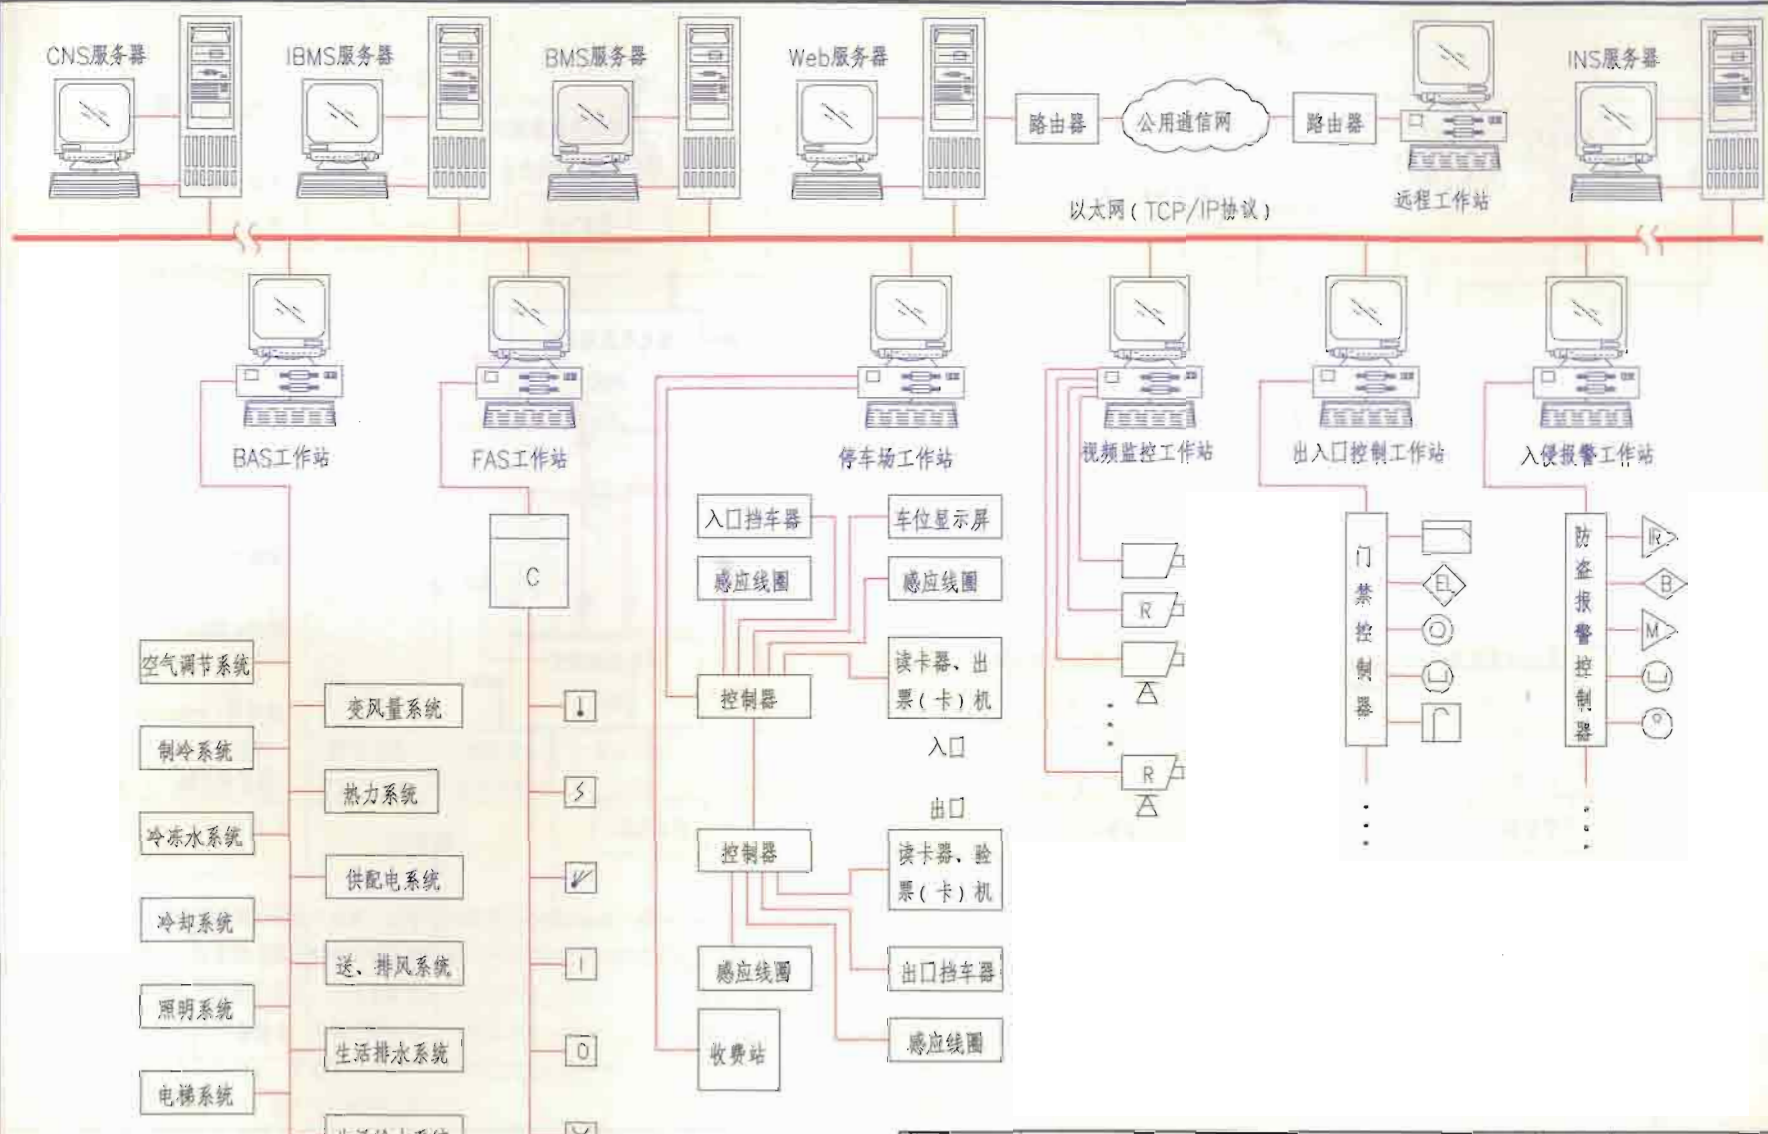 CNS服务器
IBMS服务器
BMS服务器
Web服务器
INS服务器
路由器
公用通信网
路由器
远程工作站
以太网(TCP/IP协议)
BAS工作站
FAS工作站
停车场工作站
视频监控工作站
出入口控制工作站
入侵报警工作站
C
空气调节系统
变风量系统
制冷系统
热力系统
冷冻水系统
供配电系统
冷却系统
送、排风系统
照明系统
生活排水系统
电梯系统
入口挡车器
车位显示屏
感应线圈
感应线圈
读卡器、出
票(卡)机
控制器
入口
出口
控制器
读卡器、验
票(卡)机
感应线圈
出口挡车器
收费站
感应线圈
R
R
门禁控制器
EL
防盗报警控制器
IR
B
M